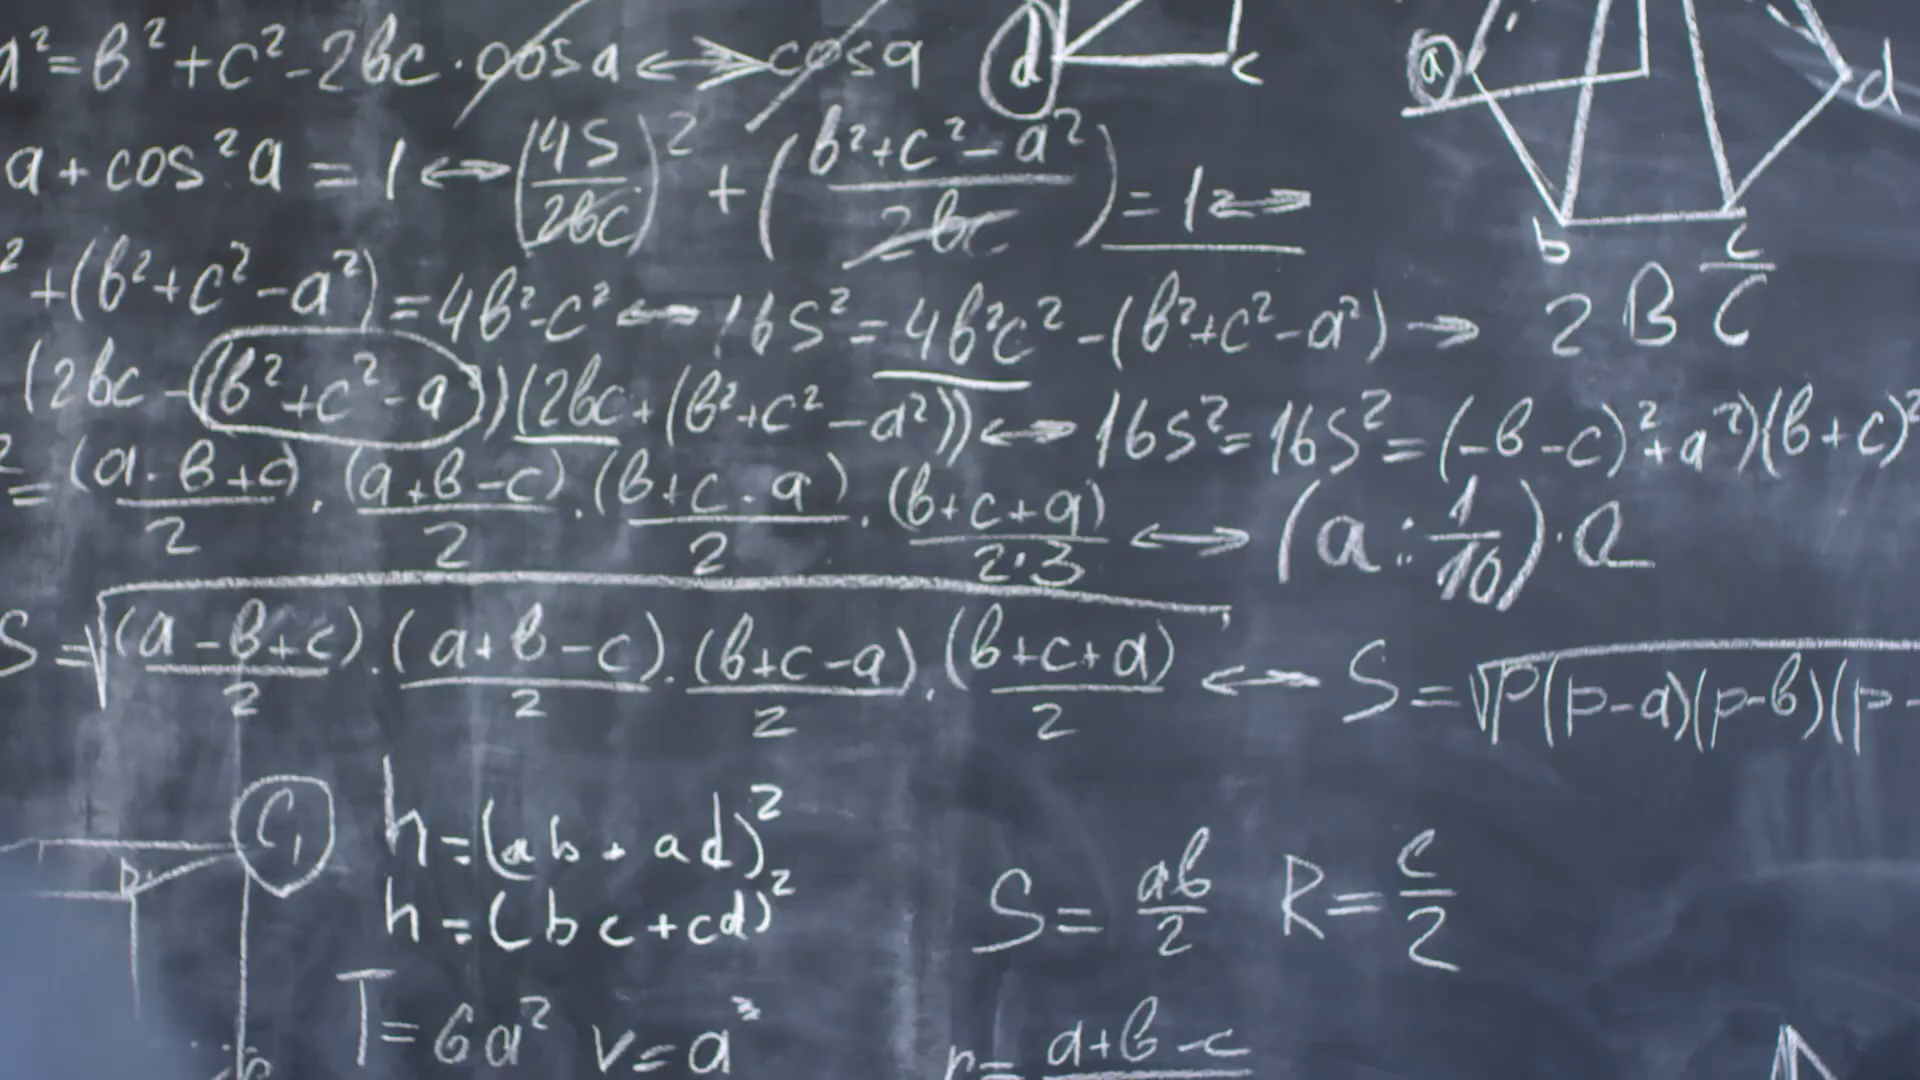 a²=b²+c²-2bc·cosa<->cosa
a+cos²a=1<->(4S/2bc)²+(b²+c²-a²/2bc)=1<->
²+(b²+c²-a²)=4b²-c²<->16S²=4b²c²-(b²+c²-a²)->
(2bc-(b²+c²-a))(2bc+(b²+c²-a²))<->16S²=16S²=(-b-c)²+a²)(b+c)²
²=(a-b+c)/2·(a+b-c)/2·(b+c-a)/2·(b+c+a)/2·3<->(a:1/10)·a
S=√(a-b+c)/2·(a+b-c)/2·(b+c-a)/2·(b+c+a)/2<->S=√P(p-a)(p-b)(p-
d c
a d
b c
2 B c/C
C₁
h=(ab+ad)²
h=(bc+cd)²
S=ab/2 R=c/2
T=6a² v=a³
r=a+b-c